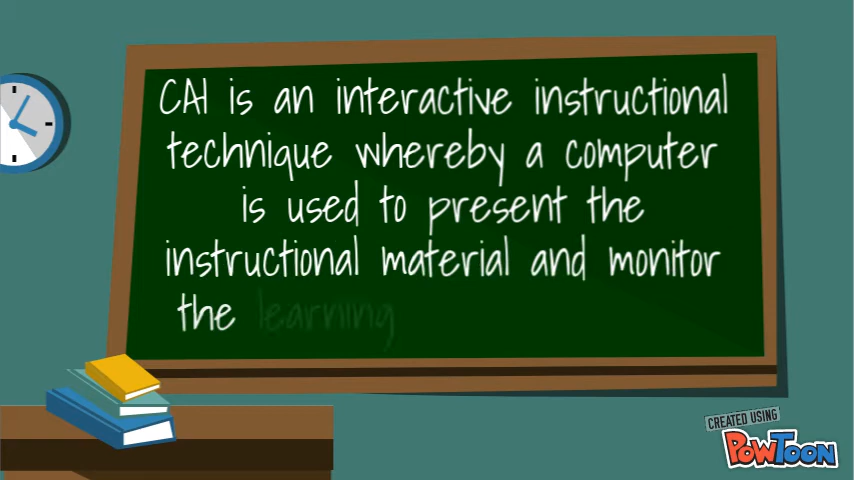 CAI is an interactive instructional
technique whereby a computer
is used to present the
instructional material and monitor
the learning
CREATED USING
POWTOON